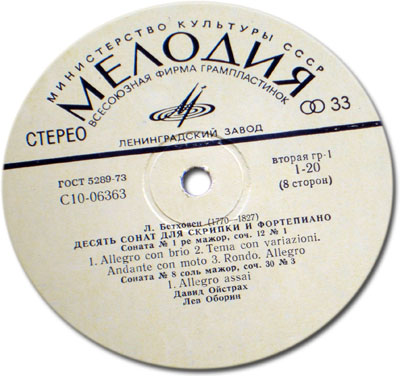 МИНИСТЕРСТВО КУЛЬТУРЫ СССР
МЕЛОДИЯ
ВСЕСОЮЗНАЯ ФИРМА ГРАМПЛАСТИНОК
СТЕРЕО
33
ЛЕНИНГРАДСКИЙ ЗАВОД
ГОСТ 5289-73
С10-06363
вторая гр-1
1-20
(8 сторон)
Л. Бетховен (1770—1827)
ДЕСЯТЬ СОНАТ ДЛЯ СКРИПКИ И ФОРТЕПИАНО
Соната № 1 ре мажор, соч. 12 № 1
1. Allegro con brio 2. Tema con variazioni.
Andante con moto 3. Rondo. Allegro
Соната № 8 соль мажор, соч. 30 № 3
1. Allegro assai
Давид Ойстрах
Лев Оборин